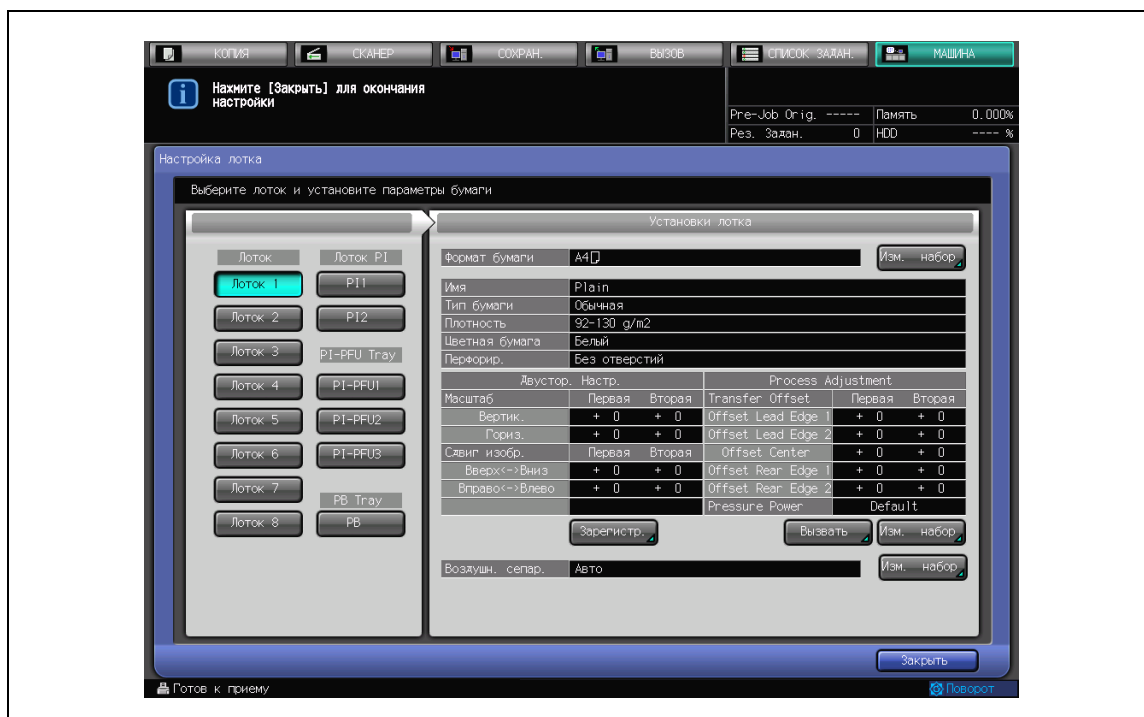 КОПИЯ СКАНЕР СОХРАН. ВЫЗОВ СПИСОК ЗАДАН. МАШИНА
Нажмите [Закрыть] для окончания
настройки
Pre-Job Orig. ----- Память 0.000%
Рез. Задан. 0 HDD ---- %
Настройка лотка
Выберите лоток и установите параметры бумаги
Лоток Лоток PI
Лоток 1 PI1
Лоток 2 PI2
Лоток 3 PI-PFU Tray
Лоток 4 PI-PFU1
Лоток 5 PI-PFU2
Лоток 6 PI-PFU3
Лоток 7 PB Tray
Лоток 8 PB
Установки лотка
Формат бумаги A4 Изм. набор
Имя Plain
Тип бумаги Обычная
Плотность 92-130 g/m2
Цветная бумага Белый
Перфорир. Без отверстий
Двустор. Настр. Process Adjustment
Масштаб Первая Вторая Transfer Offset Первая Вторая
Вертик. + 0 + 0 Offset Lead Edge 1 + 0 + 0
Гориз. + 0 + 0 Offset Lead Edge 2 + 0 + 0
Сдвиг изобр. Первая Вторая Offset Center + 0 + 0
Вверх<->Вниз + 0 + 0 Offset Rear Edge 1 + 0 + 0
Вправо<->Влево + 0 + 0 Offset Rear Edge 2 + 0 + 0
Pressure Power Default
Зарегистр. Вызвать Изм. набор
Воздушн. сепар. Авто Изм. набор
Закрыть
Готов к приему Поворот